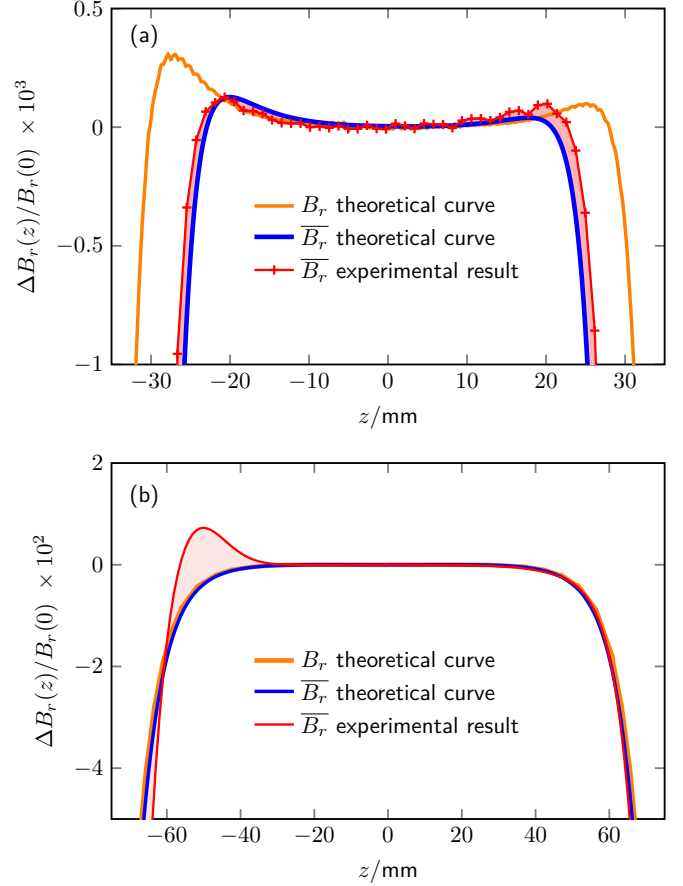 (a)
0.5
0
−0.5
−1
ΔB_r(z)/B_r(0) × 10^3
B_r theoretical curve
\overline{B_r} theoretical curve
\overline{B_r} experimental result
−30 −20 −10 0 10 20 30
z/mm
(b)
2
0
−2
−4
ΔB_r(z)/B_r(0) × 10^2
B_r theoretical curve
\overline{B_r} theoretical curve
\overline{B_r} experimental result
−60 −40 −20 0 20 40 60
z/mm